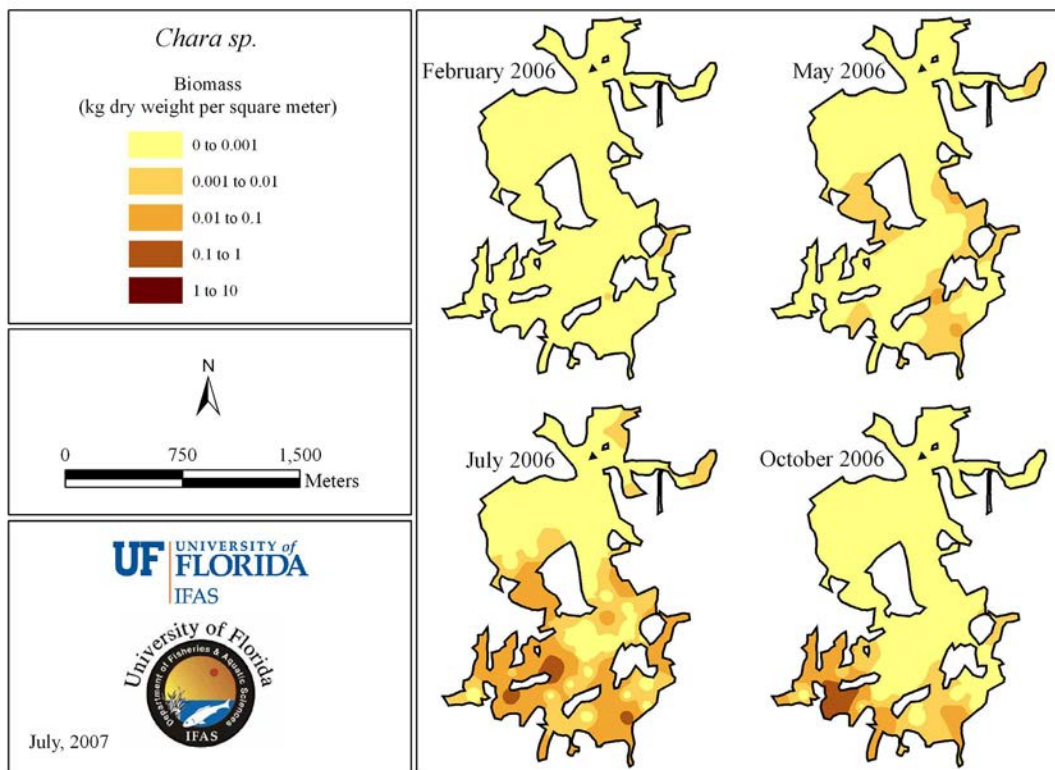 Chara sp.
Biomass
(kg dry weight per square meter)
0 to 0.001
0.001 to 0.01
0.01 to 0.1
0.1 to 1
1 to 10
N
0 750 1,500
Meters
UF UNIVERSITY of
FLORIDA
IFAS
University of Florida
Department of Fisheries & Aquatic Sciences
IFAS
July, 2007
February 2006
May 2006
July 2006
October 2006